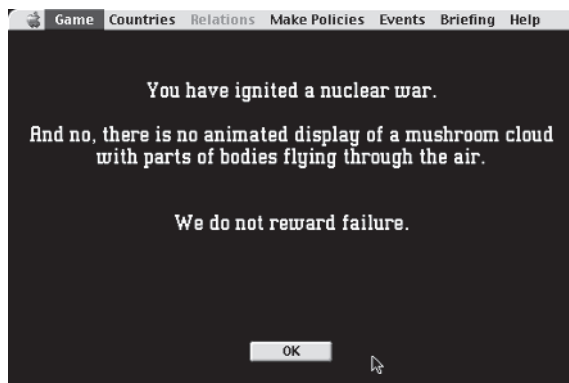 Game Countries Relations Make Policies Events Briefing Help
You have ignited a nuclear war.
And no, there is no animated display of a mushroom cloud
with parts of bodies flying through the air.
We do not reward failure.
OK